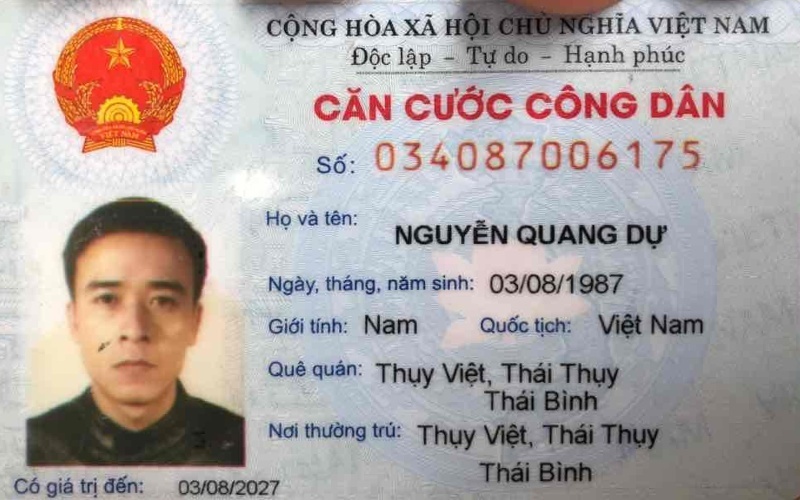 CỘNG HÒA XÃ HỘI CHỦ NGHĨA VIỆT NAM
Độc lập - Tự do - Hạnh phúc
CĂN CƯỚC CÔNG DÂN
Số: 034087006175
Họ và tên: NGUYỄN QUANG DỰ
Ngày, tháng, năm sinh: 03/08/1987
Giới tính: Nam Quốc tịch: Việt Nam
Quê quán: Thụy Việt, Thái Thụy
Thái Bình
Nơi thường trú: Thụy Việt, Thái Thụy
Thái Bình
Có giá trị đến: 03/08/2027
VIỆT NAM